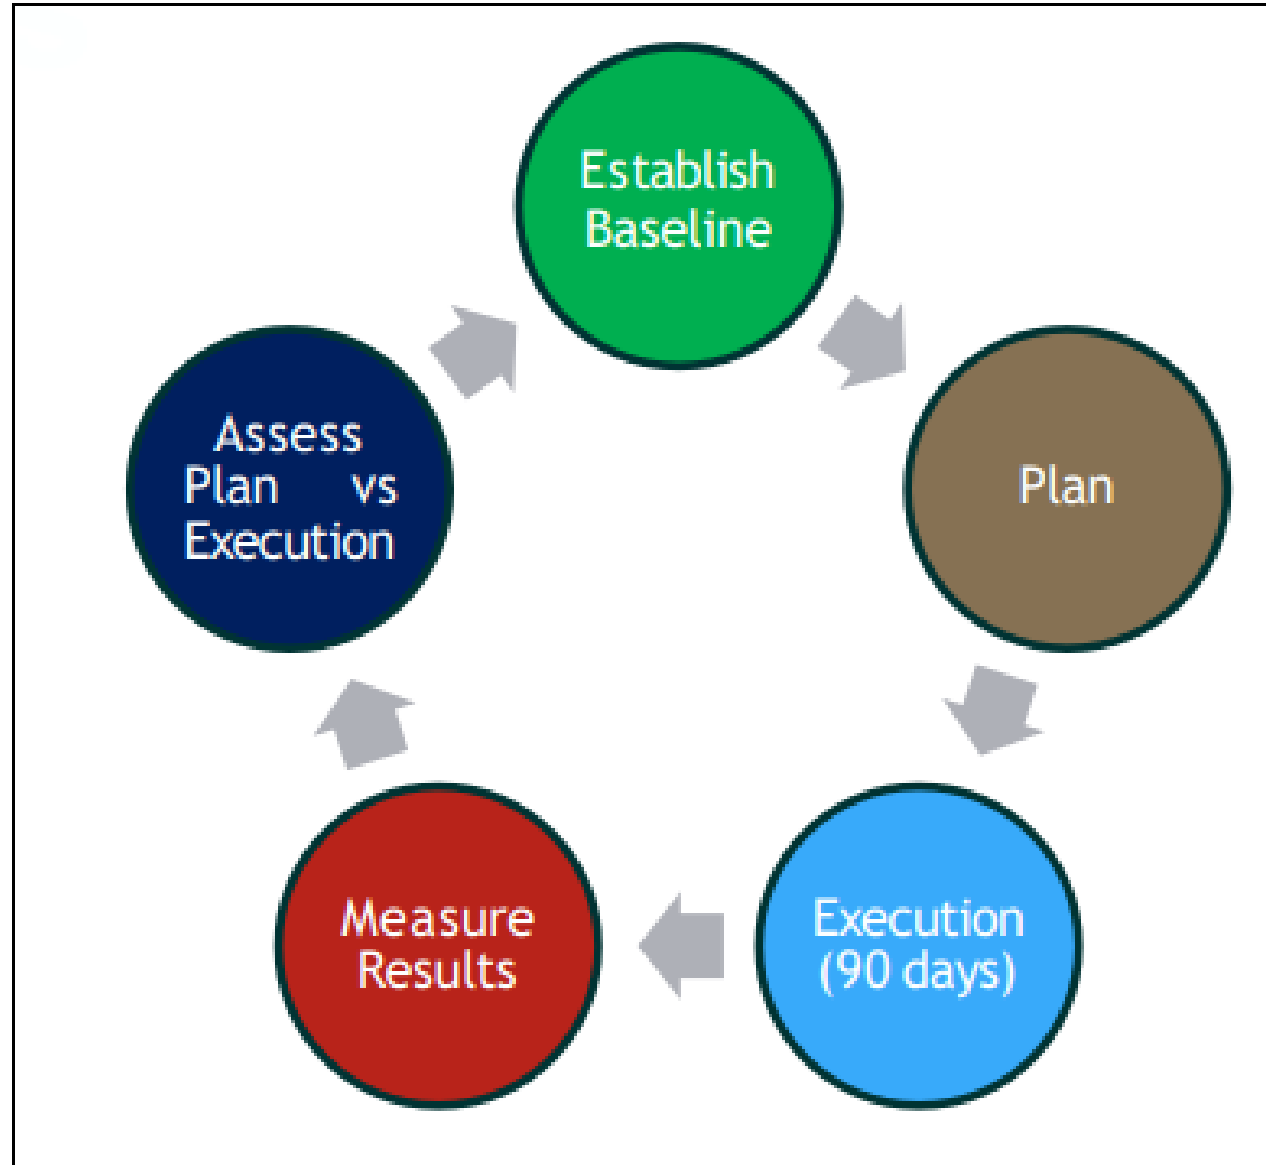 Establish
Baseline
Plan
Execution
(90 days)
Measure
Results
Assess
Plan vs
Execution